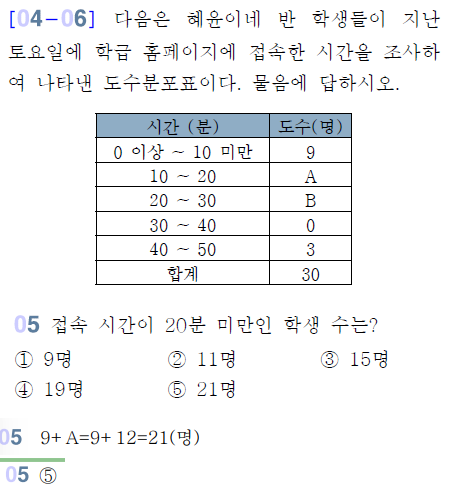 [04-06] 다음은 혜윤이네 반 학생들이 지난
토요일에 학급 홈페이지에 접속한 시간을 조사하
여 나타낸 도수분포표이다. 물음에 답하시오.
시간 (분) 도수(명)
0 이상 ~ 10 미만 9
10 ~ 20 A
20 ~ 30 B
30 ~ 40 0
40 ~ 50 3
합계 30
05 접속 시간이 20분 미만인 학생 수는?
① 9명 ② 11명 ③ 15명
④ 19명 ⑤ 21명
05 9+A=9+12=21(명)
05 ⑤